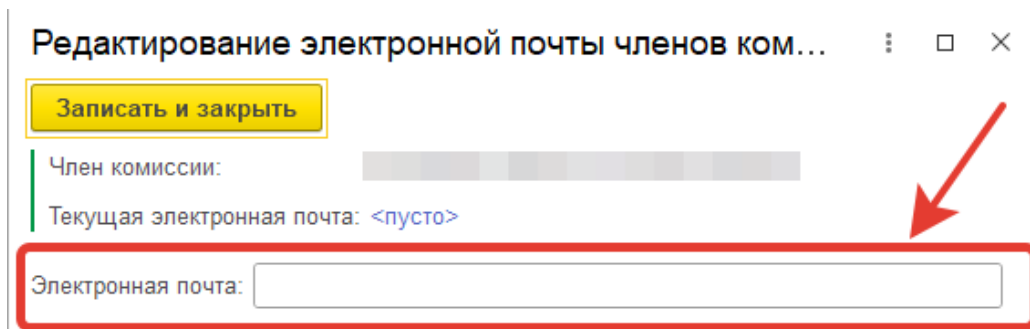 Редактирование электронной почты членов ком...
Записать и закрыть
Член комиссии:
Текущая электронная почта: <пусто>
Электронная почта: